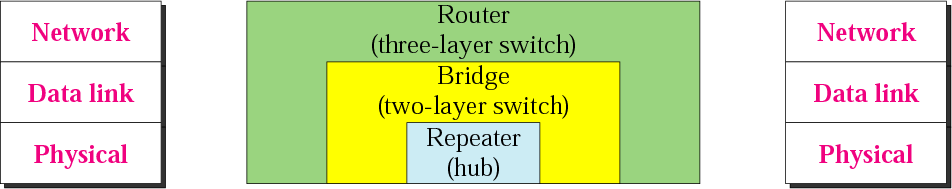 Network
Data link
Physical
Router
(three-layer switch)
Bridge
(two-layer switch)
Repeater
(hub)
Network
Data link
Physical